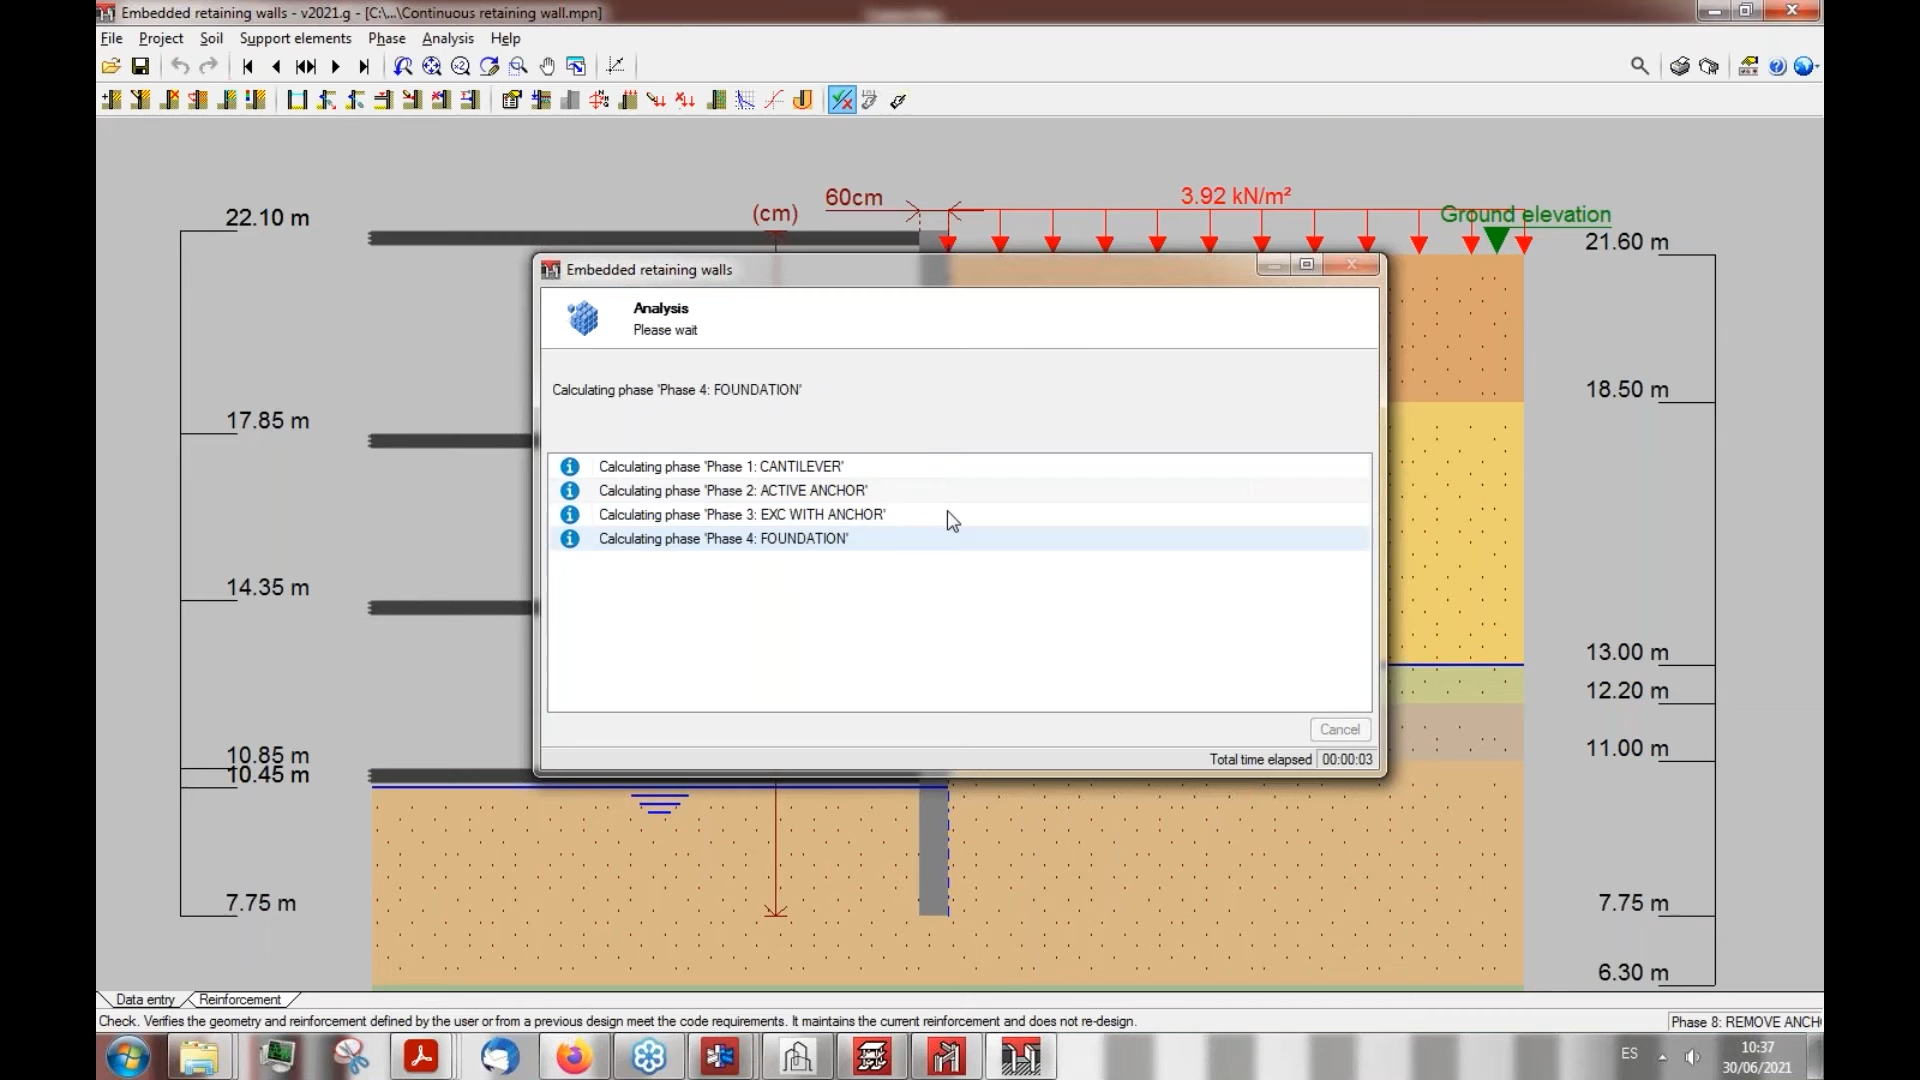 Embedded retaining walls - v2021.g - [C:\...\Continuous retaining wall.mpn]
File Project Soil Support elements Phase Analysis Help
60cm
3.92 kN/m²
22.10 m
(cm)
Ground elevation
21.60 m
Embedded retaining walls
Analysis
Please wait
18.50 m
Calculating phase 'Phase 4: FOUNDATION'
17.85 m
Calculating phase 'Phase 1: CANTILEVER'
Calculating phase 'Phase 2: ACTIVE ANCHOR'
Calculating phase 'Phase 3: EXC WITH ANCHOR'
Calculating phase 'Phase 4: FOUNDATION'
14.35 m
13.00 m
12.20 m
Cancel
10.85 m
11.00 m
Total time elapsed 00:00:03
10.45 m
7.75 m
7.75 m
6.30 m
Data entry Reinforcement
Check. Verifies the geometry and reinforcement defined by the user or from a previous design meet the code requirements. It maintains the current reinforcement and does not re-design.
Phase 8: REMOVE ANCH
ES
10:37
30/06/2021